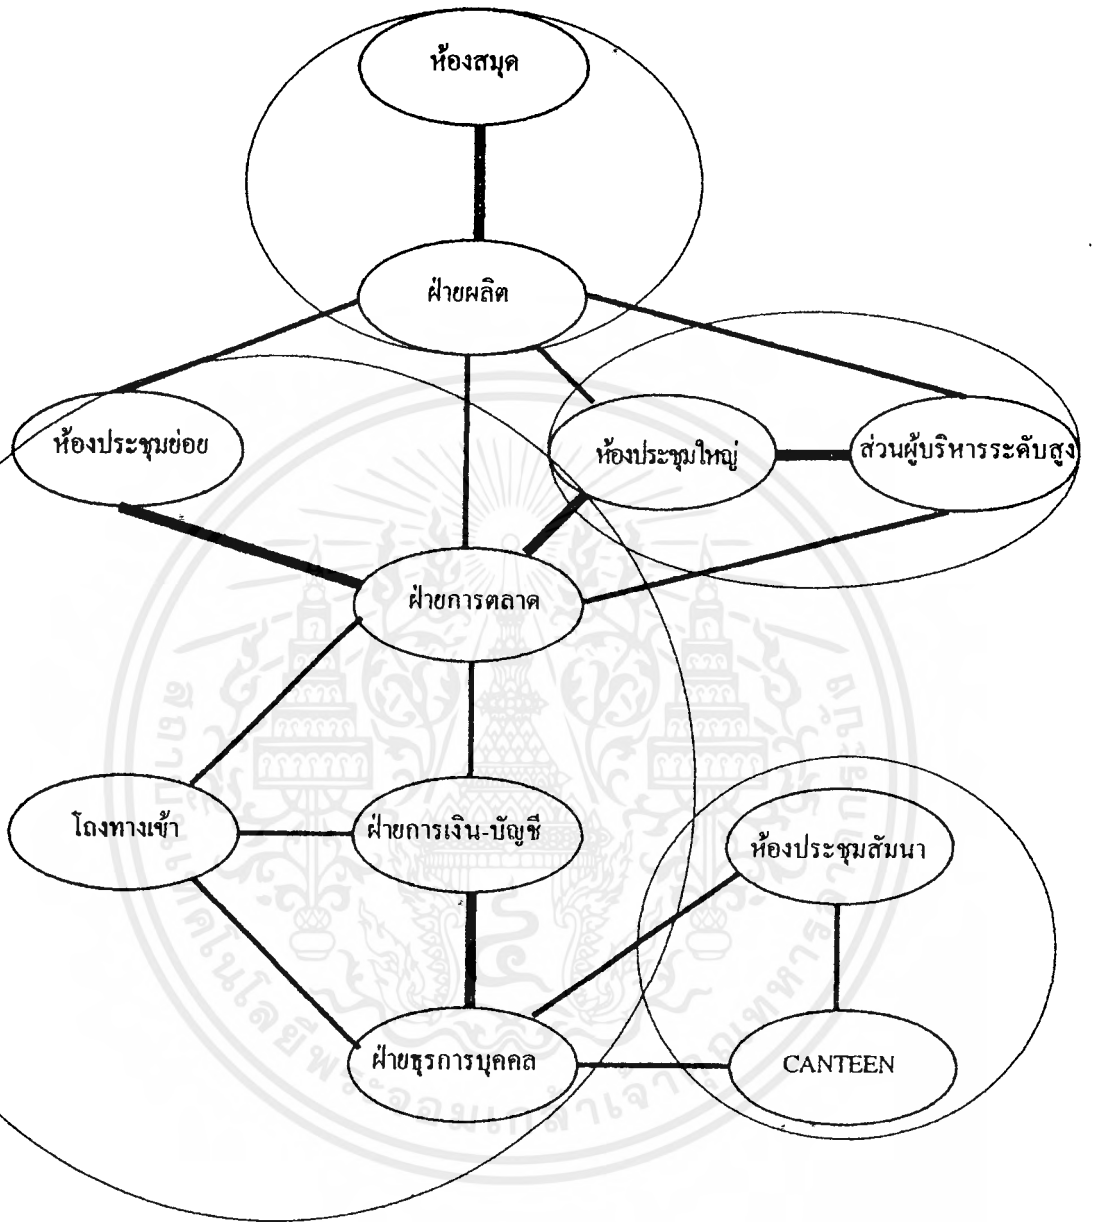 ห้องสมุด
ฝ่ายผลิต
ห้องประชุมย่อย
ห้องประชุมใหญ่
ส่วนผู้บริหารระดับสูง
ฝ่ายการตลาด
โถงทางเข้า
ฝ่ายการเงิน-บัญชี
ห้องประชุมสัมนา
ฝ่ายธุรการบุคคล
CANTEEN